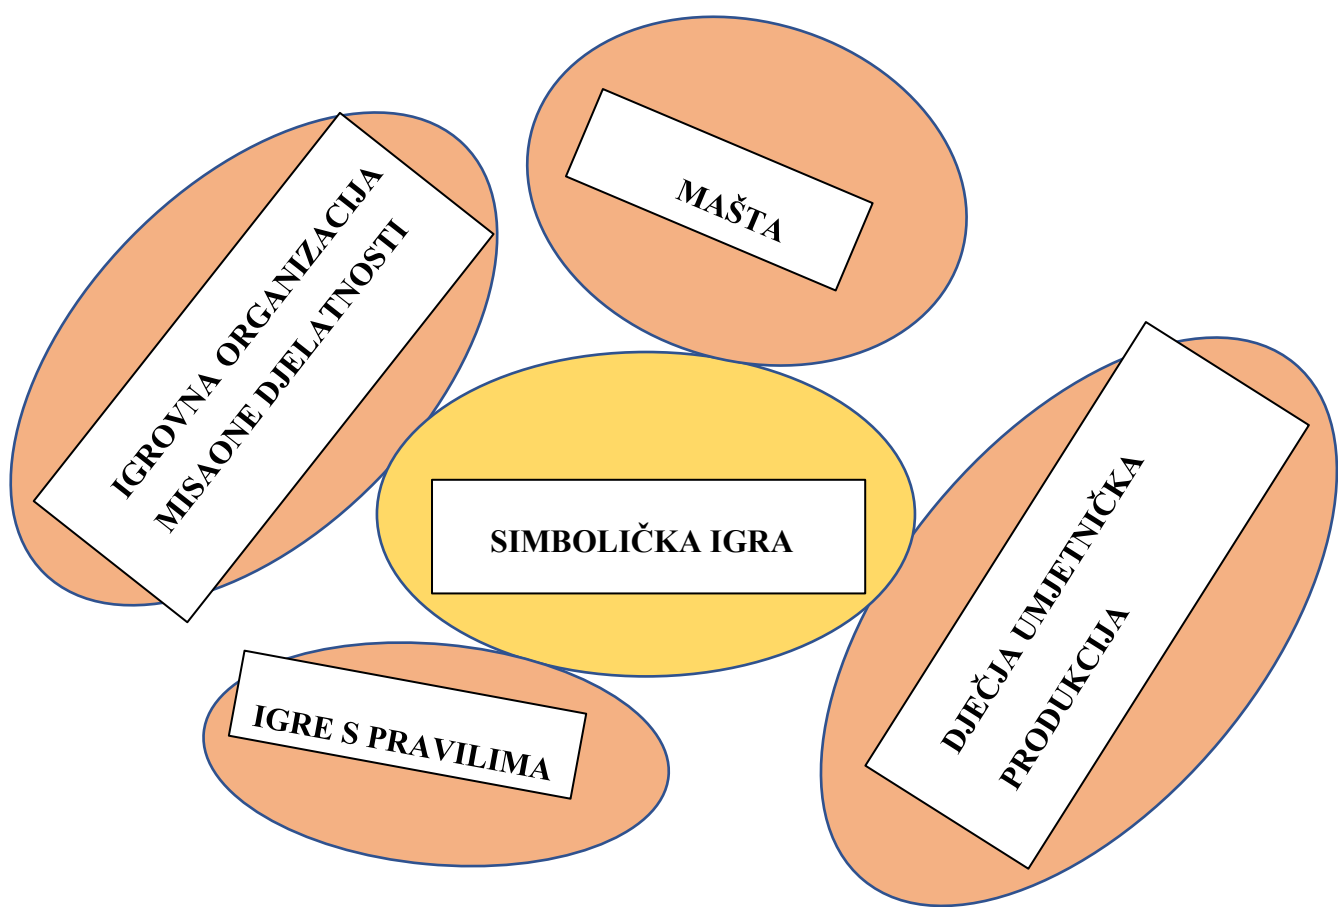 MAŠTA
IGROVNA ORGANIZACIJA
MISAONE DJELATNOSTI
SIMBOLIČKA IGRA
DJEČJA UMJETNIČKA
PRODUKCIJA
IGRE S PRAVILIMA